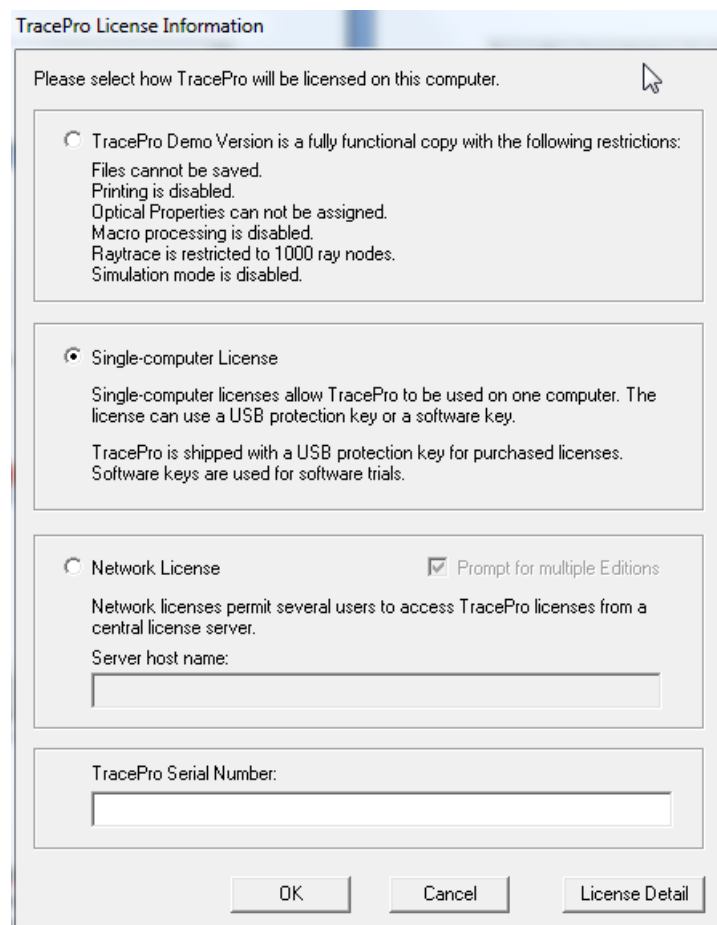 TracePro License Information
Please select how TracePro will be licensed on this computer.
TracePro Demo Version is a fully functional copy with the following restrictions:
Files cannot be saved.
Printing is disabled.
Optical Properties can not be assigned.
Macro processing is disabled.
Raytrace is restricted to 1000 ray nodes.
Simulation mode is disabled.
Single-computer License
Single-computer licenses allow TracePro to be used on one computer. The
license can use a USB protection key or a software key.
TracePro is shipped with a USB protection key for purchased licenses.
Software keys are used for software trials.
Network License
Prompt for multiple Editions
Network licenses permit several users to access TracePro licenses from a
central license server.
Server host name:
TracePro Serial Number:
OK
Cancel
License Detail